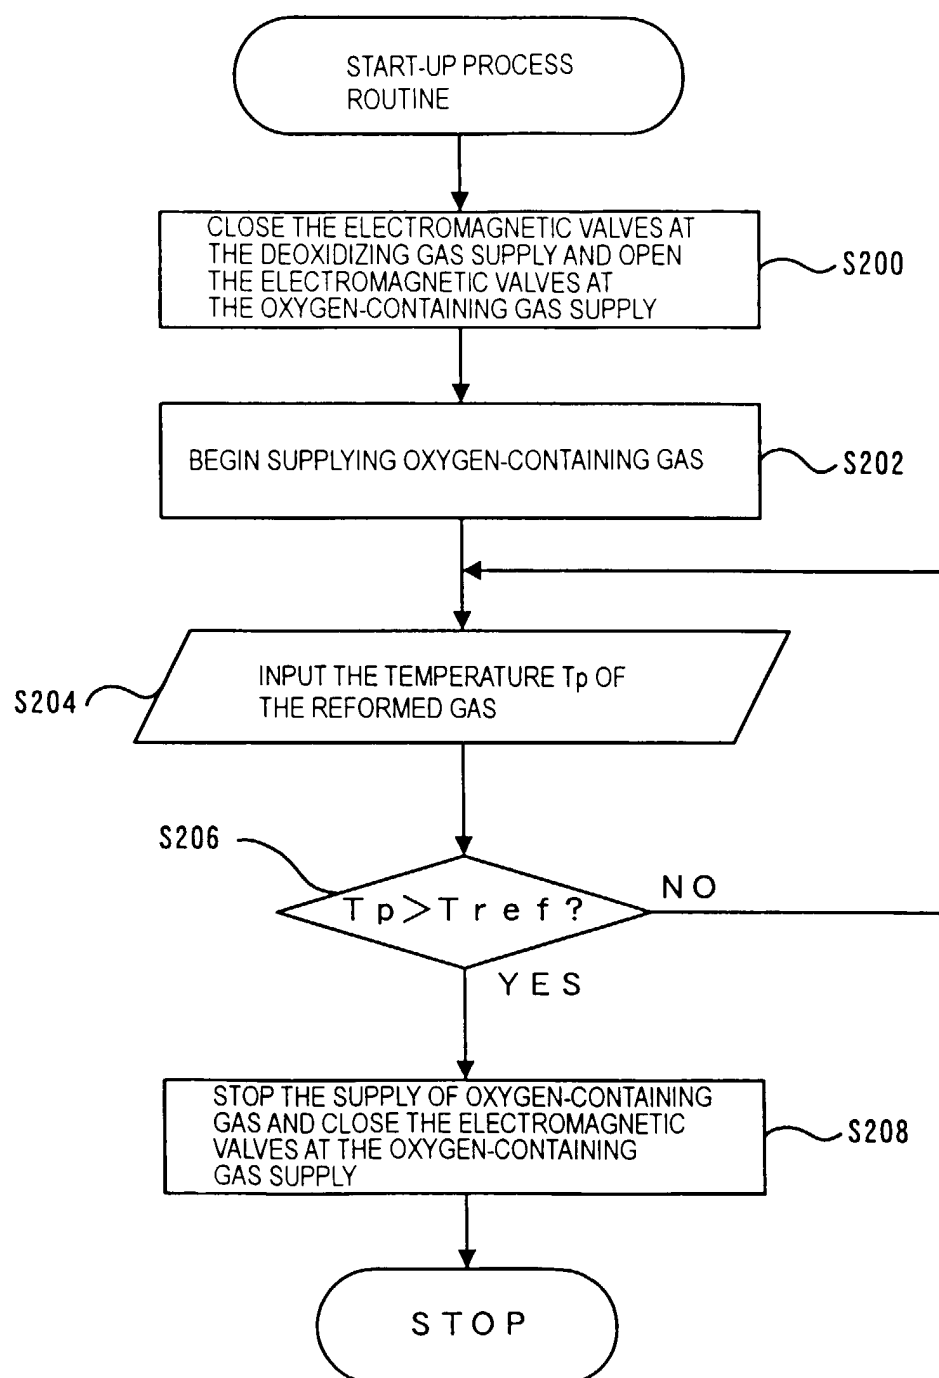 START-UP PROCESS
ROUTINE
CLOSE THE ELECTROMAGNETIC VALVES AT
THE DEOXIDIZING GAS SUPPLY AND OPEN
THE ELECTROMAGNETIC VALVES AT
THE OXYGEN-CONTAINING GAS SUPPLY
S200
BEGIN SUPPLYING OXYGEN-CONTAINING GAS
S202
INPUT THE TEMPERATURE Tp OF
THE REFORMED GAS
S204
S206
Tp>Tref?
NO
YES
STOP THE SUPPLY OF OXYGEN-CONTAINING
GAS AND CLOSE THE ELECTROMAGNETIC
VALVES AT THE OXYGEN-CONTAINING
GAS SUPPLY
S208
STOP